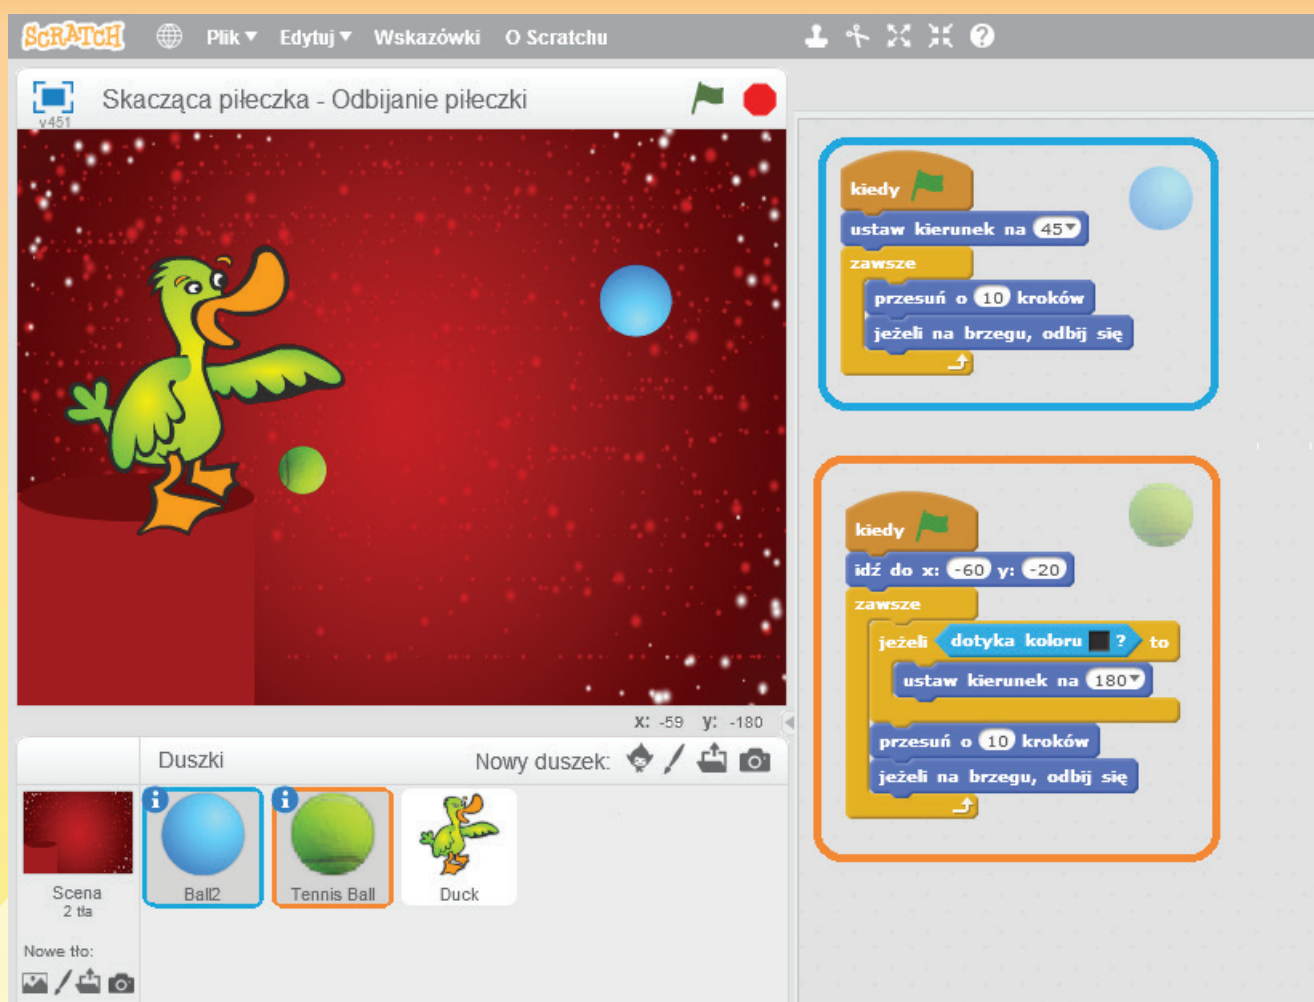 SCRATCH Plik Edytuj Wskazówki O Scratchu ?
v451
Skacząca piłeczka - Odbijanie piłeczki
x: -59 y: -180
Duszki
Nowy duszek:
Scena
2 tła
Nowe tło:
i
Ball2
i
Tennis Ball
Duck
kiedy
ustaw kierunek na 45
zawsze
przesuń o 10 kroków
jeżeli na brzegu, odbij się
kiedy
idź do x: -60 y: -20
zawsze
jeżeli dotyka koloru ? to
ustaw kierunek na 180
przesuń o 10 kroków
jeżeli na brzegu, odbij się